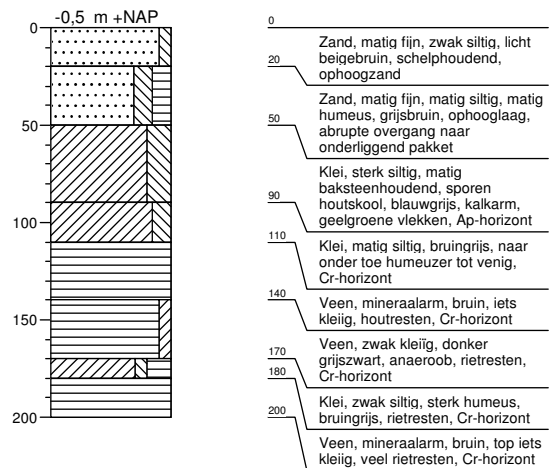 -0,5 m +NAP
0
50
100
150
200
0
Zand, matig fijn, zwak siltig, licht
beigebruin, schelphoudend,
ophoogzand
20
Zand, matig fijn, matig siltig, matig
humeus, grijsbruin, ophooglaag,
abrupte overgang naar
onderliggend pakket
50
Klei, sterk siltig, matig
baksteenhoudend, sporen
houtskool, blauwgrijs, kalkarm,
geelgroene vlekken, Ap-horizont
90
Klei, matig siltig, bruingrijs, naar
onder toe humeuzer tot venig,
Cr-horizont
110
Veen, mineraalarm, bruin, iets
kleiig, houtresten, Cr-horizont
140
Veen, zwak kleiïg, donker
grijszwart, anaeroob, rietresten,
Cr-horizont
170
Klei, zwak siltig, sterk humeus,
bruingrijs, rietresten, Cr-horizont
180
Veen, mineraalarm, bruin, top iets
kleiig, veel rietresten, Cr-horizont
200